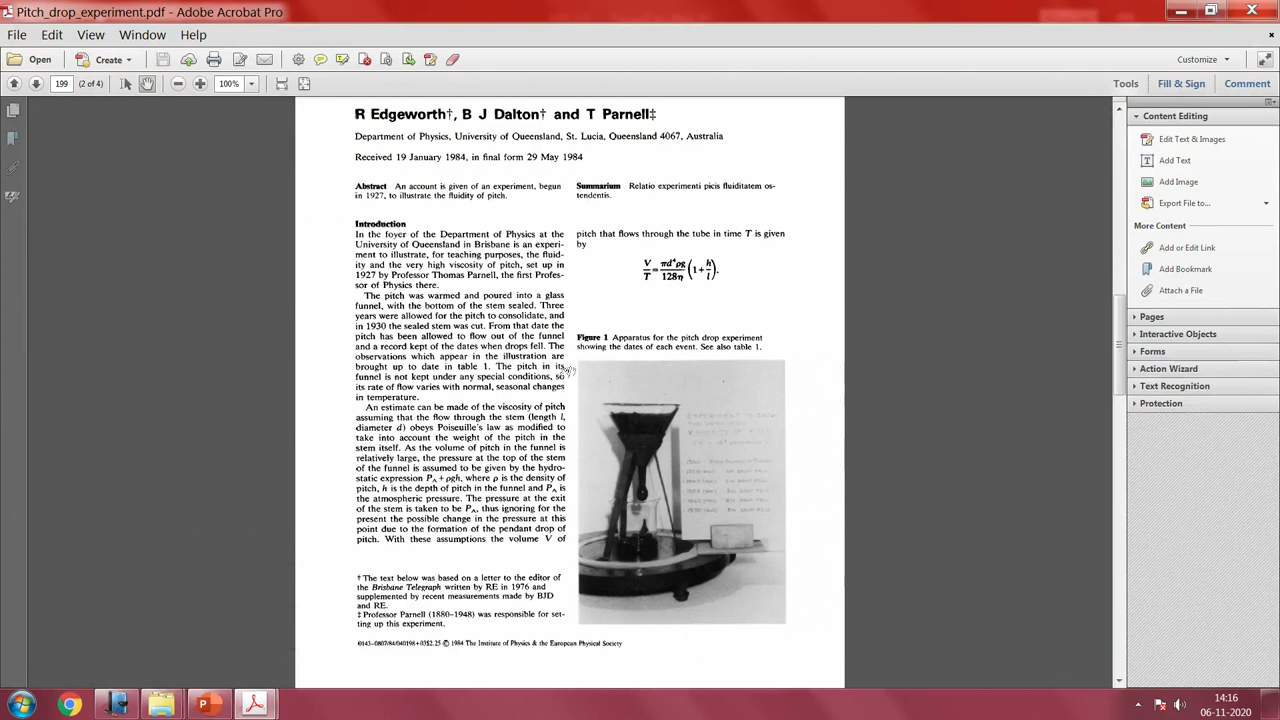 Pitch_drop_experiment.pdf - Adobe Acrobat Pro
File Edit View Window Help
Open Create Customize
199 (2 of 4) 100% Tools Fill & Sign Comment
R Edgeworth†, B J Dalton† and T Parnell‡
Department of Physics, University of Queensland, St. Lucia, Queensland 4067, Australia
Received 19 January 1984, in final form 29 May 1984
Abstract An account is given of an experiment, begun
in 1927, to illustrate the fluidity of pitch.
Summarium Relatio experimenti picis fluiditatem os-
tendentis.
Introduction
In the foyer of the Department of Physics at the
University of Queensland in Brisbane is an experi-
ment to illustrate, for teaching purposes, the fluid-
ity and the very high viscosity of pitch, set up in
1927 by Professor Thomas Parnell, the first Profes-
sor of Physics there.
The pitch was warmed and poured into a glass
funnel, with the bottom of the stem sealed. Three
years were allowed for the pitch to consolidate, and
in 1930 the sealed stem was cut. From that date the
pitch has been allowed to flow out of the funnel
and a record kept of the dates when drops fell. The
observations which appear in the illustration are
brought up to date in table 1. The pitch in its
funnel is not kept under any special conditions, so
its rate of flow varies with normal, seasonal changes
in temperature.
An estimate can be made of the viscosity of pitch
assuming that the flow through the stem (length l,
diameter d) obeys Poiseuille's law as modified to
take into account the weight of the pitch in the
stem itself. As the volume of pitch in the funnel is
relatively large, the pressure at the top of the stem
of the funnel is assumed to be given by the hydro-
static expression P_A + ρgh, where ρ is the density of
pitch, h is the depth of pitch in the funnel and P_A is
the atmospheric pressure. The pressure at the exit
of the stem is taken to be P_A, thus ignoring for the
present the possible change in the pressure at this
point due to the formation of the pendant drop of
pitch. With these assumptions the volume V of
† The text below was based on a letter to the editor of
the Brisbane Telegraph written by RE in 1976 and
supplemented by recent measurements made by BJD
and RE.
‡ Professor Parnell (1880–1948) was responsible for set-
ting up this experiment.
0143-0807/84/040198+03$2.25 © 1984 The Institute of Physics & the European Physical Society
pitch that flows through the tube in time T is given
by
V/T = πd⁴ρg/128η (1 + h/l).
Figure 1 Apparatus for the pitch drop experiment
showing the dates of each event. See also table 1.
Content Editing
Edit Text & Images
Add Text
Add Image
Export File to...
More Content
Add or Edit Link
Add Bookmark
Attach a File
Pages
Interactive Objects
Forms
Action Wizard
Text Recognition
Protection
14:16
06-11-2020